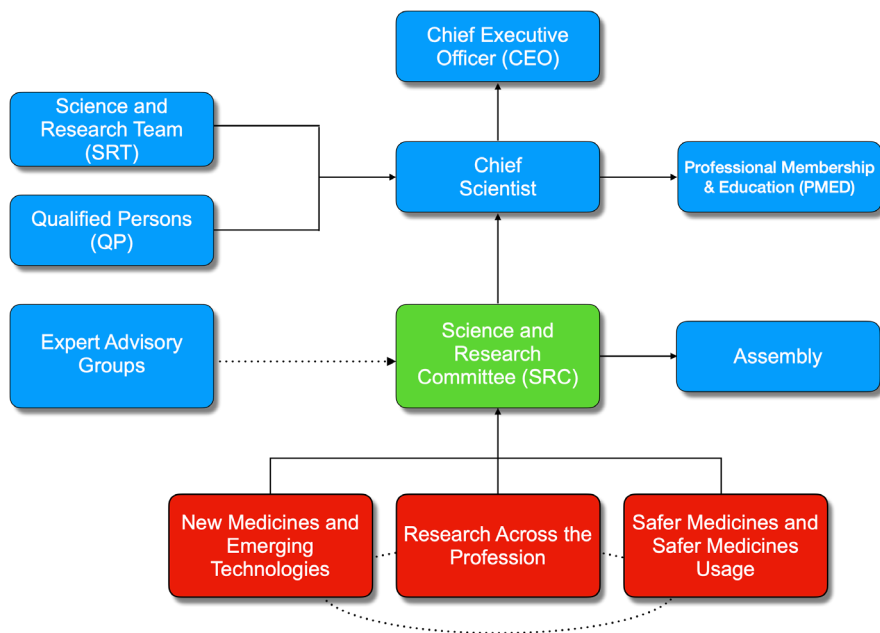 Chief Executive
Officer (CEO)
Science and
Research Team
(SRT)
Chief
Scientist
Professional Membership
& Education (PMED)
Qualified Persons
(QP)
Expert Advisory
Groups
Science and
Research
Committee (SRC)
Assembly
New Medicines and
Emerging
Technologies
Research Across the
Profession
Safer Medicines and
Safer Medicines
Usage